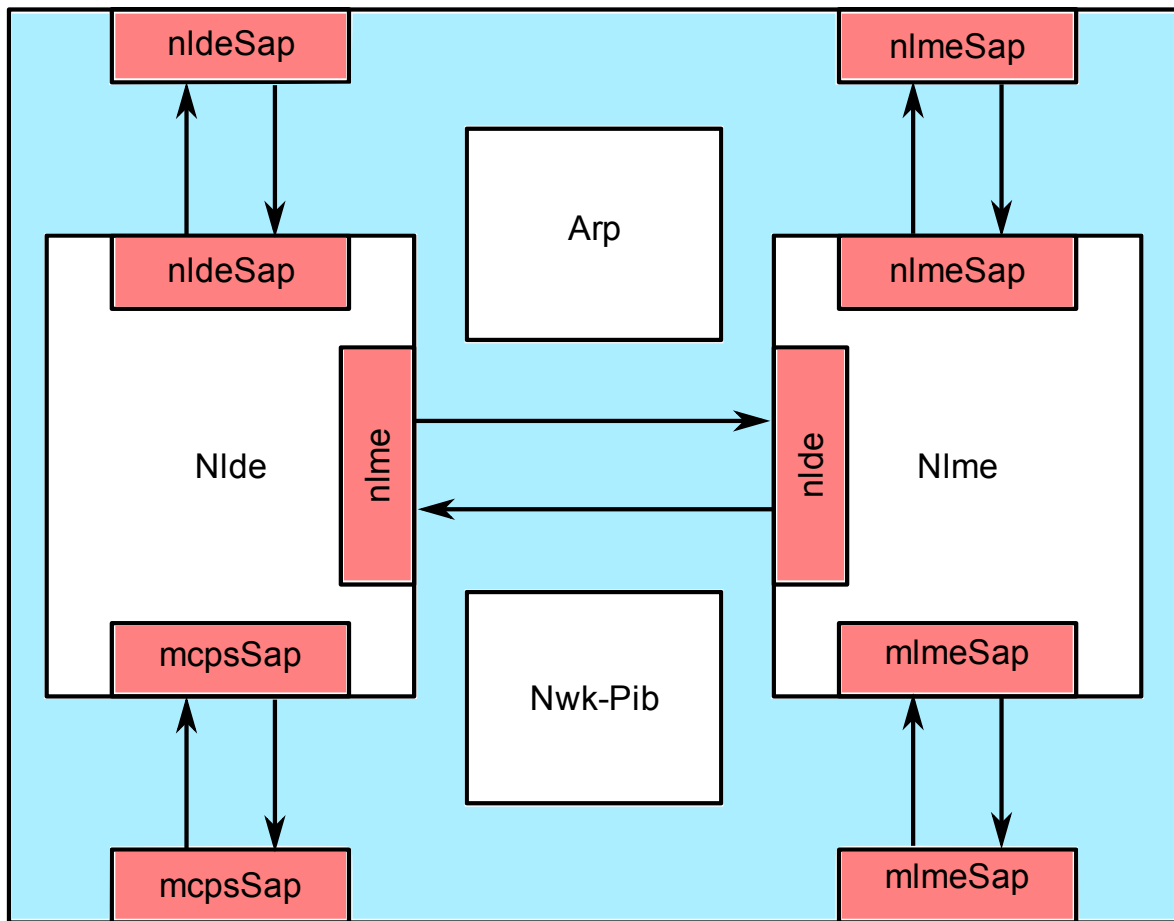 nldeSap
nlmeSap
Arp
nldeSap
nlmeSap
nlme
nlde
Nlde
Nlme
mcpsSap
mlmeSap
Nwk-Pib
mcpsSap
mlmeSap